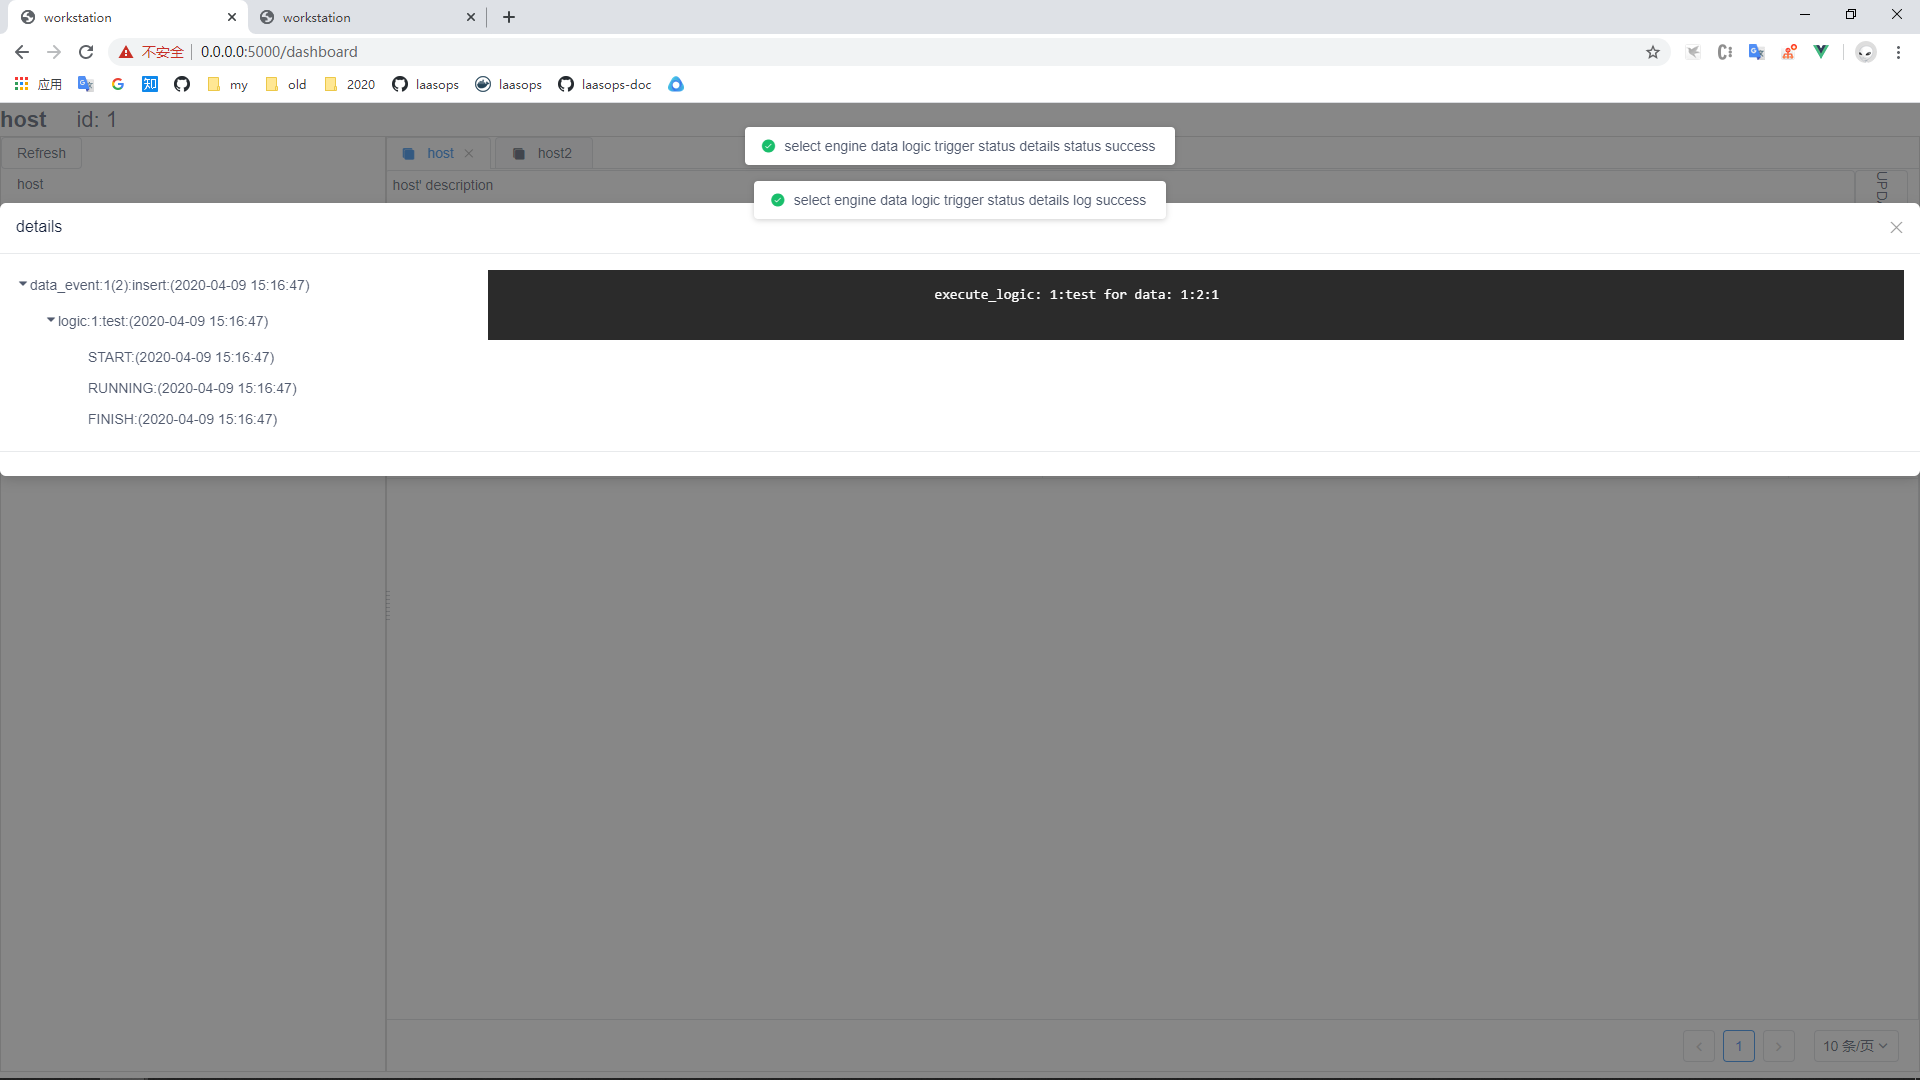 workstation
workstation
不安全 0.0.0.0:5000/dashboard
应用 知 my old 2020 laasops laasops laasops-doc
host id: 1
Refresh host host2
select engine data logic trigger status details status success
host host' description
select engine data logic trigger status details log success
details
data_event:1(2):insert:(2020-04-09 15:16:47)
execute_logic: 1:test for data: 1:2:1
logic:1:test:(2020-04-09 15:16:47)
START:(2020-04-09 15:16:47)
RUNNING:(2020-04-09 15:16:47)
FINISH:(2020-04-09 15:16:47)
1 10 条/页